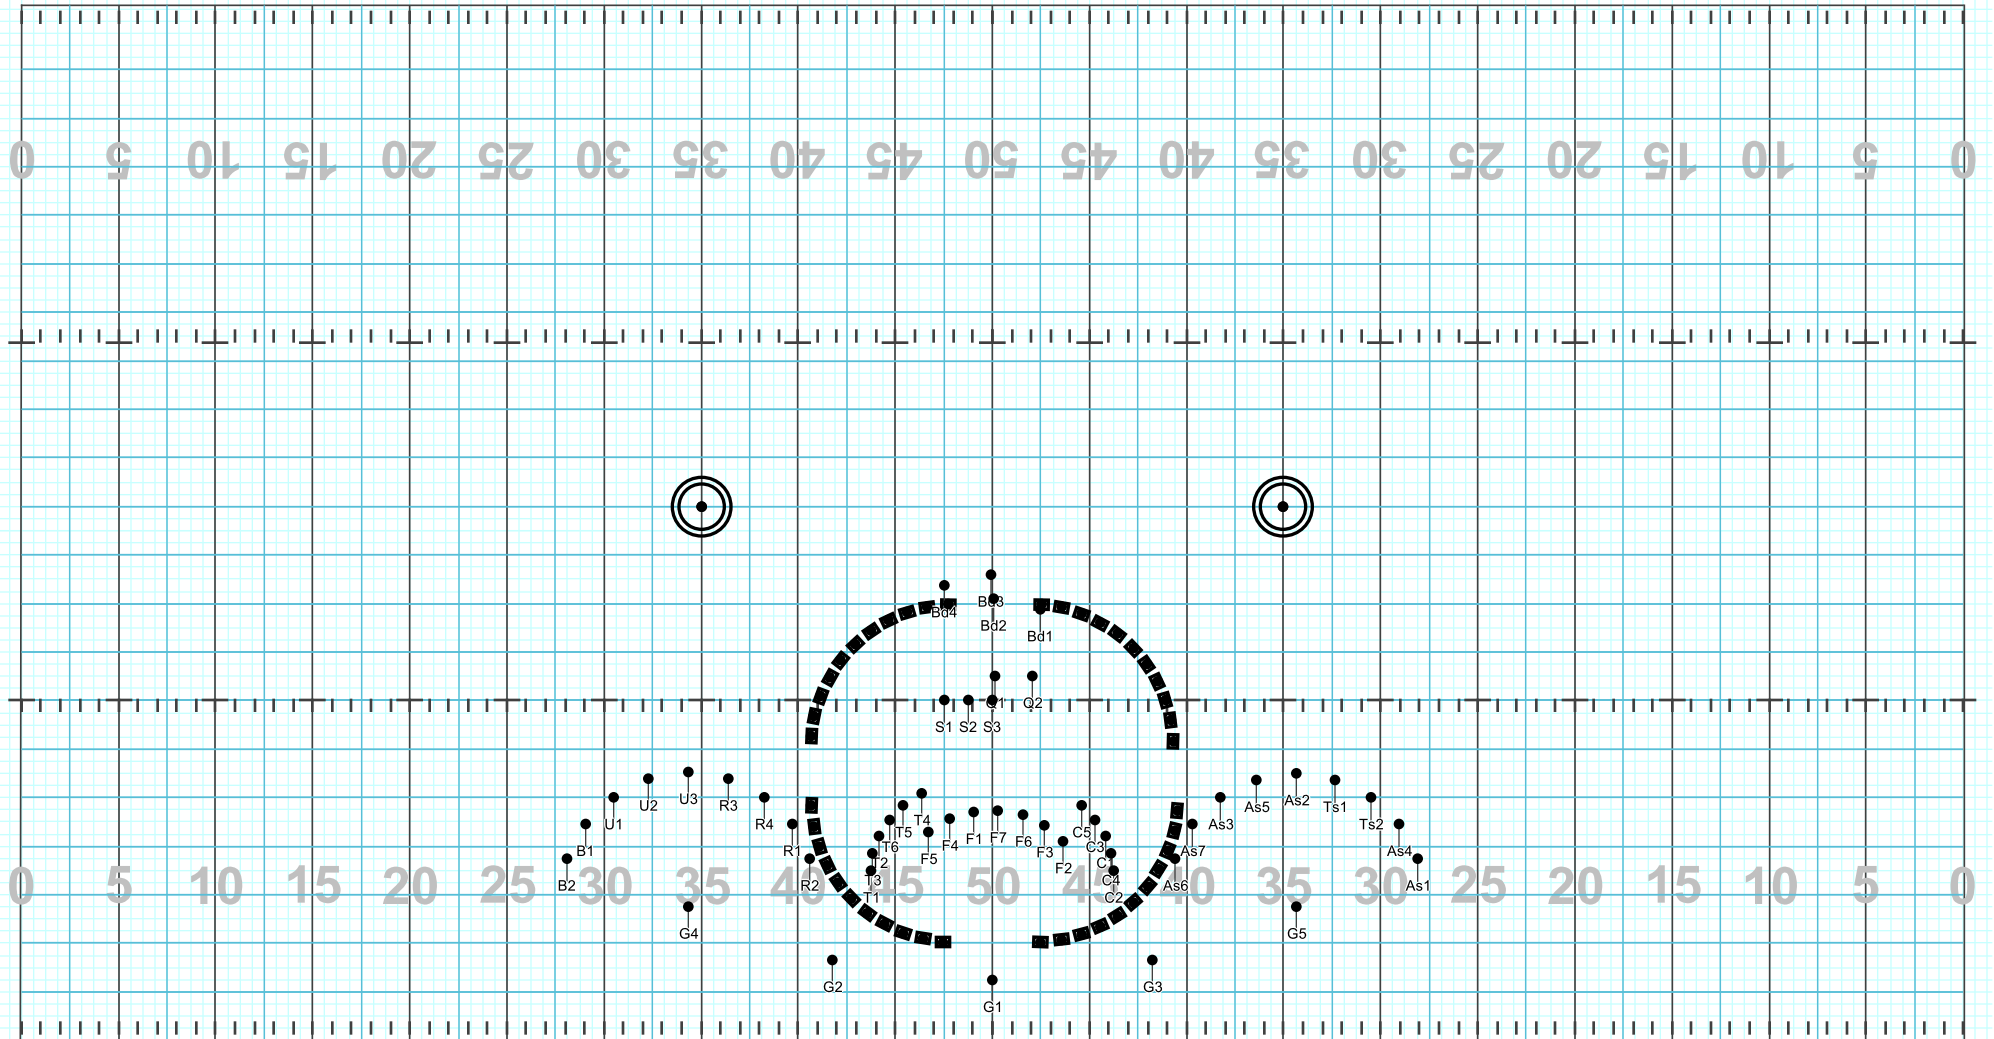 0 5 10 15 20 25 30 35 40 45 50 45 40 35 30 25 20 15 10 5 0
Bd4 Bd3
Bd2
Bd1
Q1 Q2
S1 S2 S3
U3 As2
U2 R3 As5 Ts1
U1 R4 T4 As3 Ts2
T5 C5 F1 F7 F6
T6 F4 C3
B1 R1 F5 F3 As7 As4
T2 C1 F2
T3 C4
B2 R2 As6 As1
0 5 10 15 20 25 30 35 40 45 50 45 40 35 30 25 20 15 10 5 0
T1 C2
G4 G5
G2 G3
G1